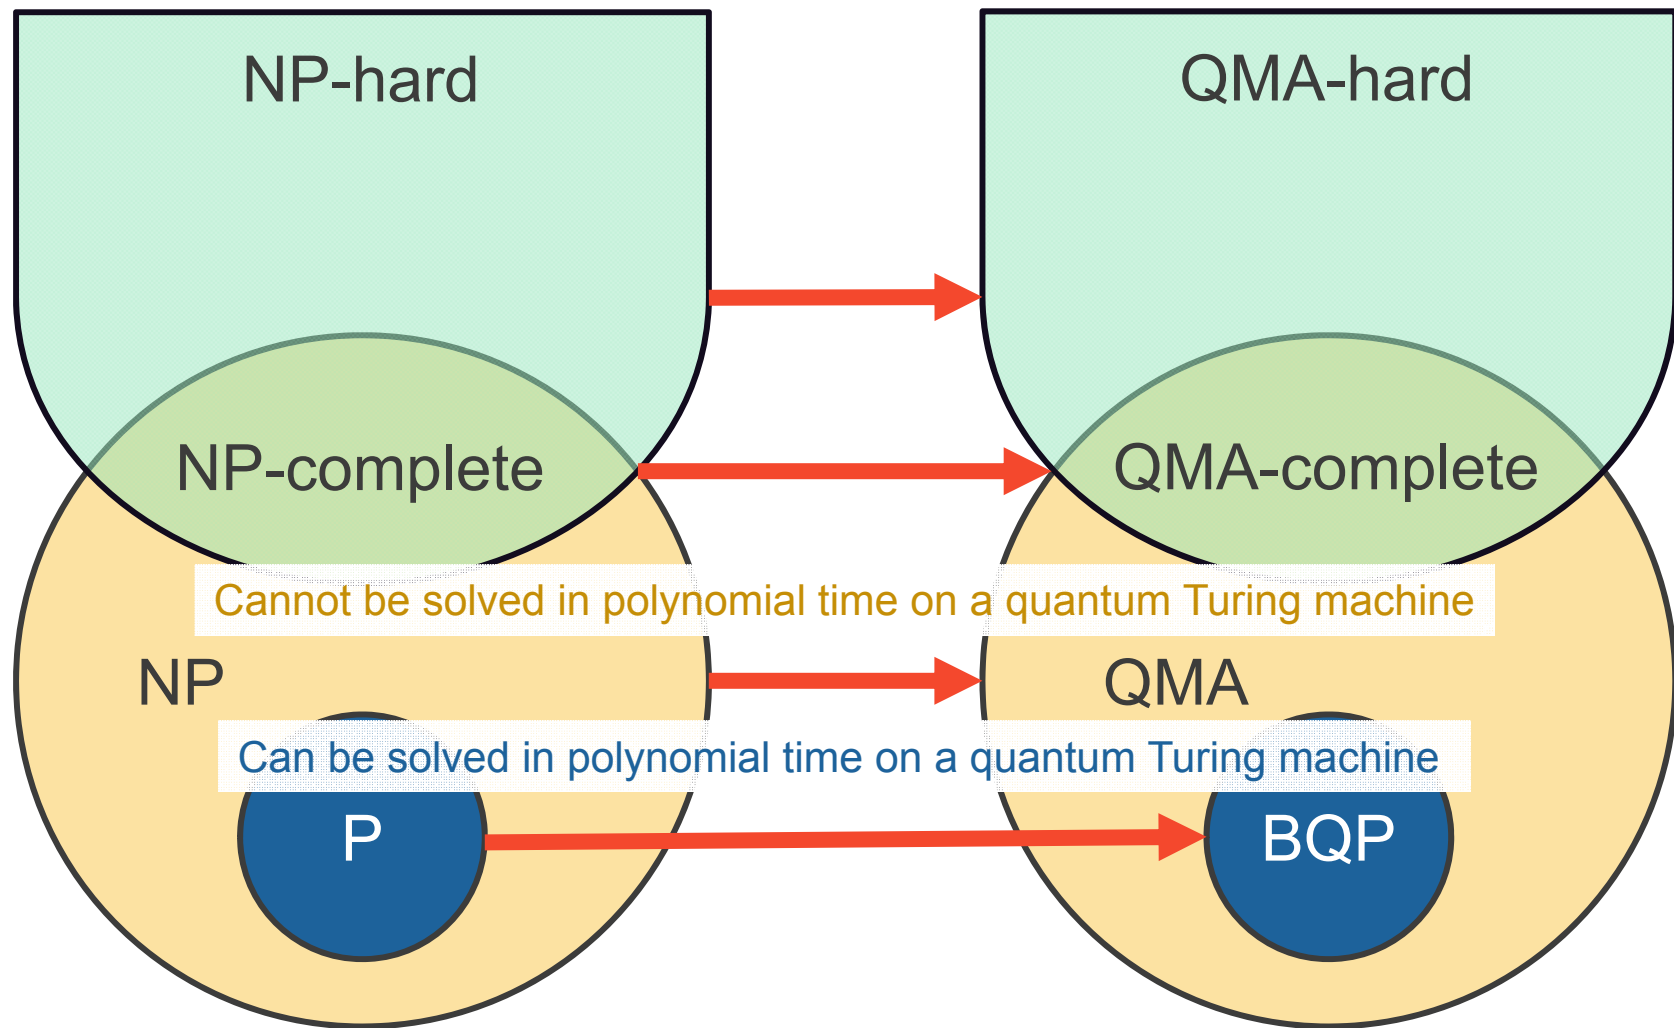 NP-hard
QMA-hard
NP-complete
QMA-complete
Cannot be solved in polynomial time on a quantum Turing machine
NP
QMA
Can be solved in polynomial time on a quantum Turing machine
P
BQP